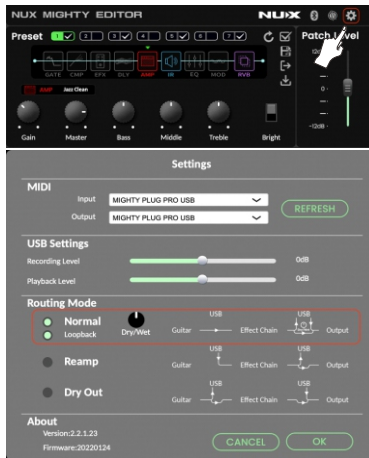 NUX MIGHTY EDITOR
NUX
Preset 1 2 3 4 5 6 7
Patch Level
GATE CMP EFX DLY AMP IR EQ MOD RVB
0
-12dB
AMP Jazz Clean
Gain Master Bass Middle Treble Bright
Settings
MIDI
Input MIGHTY PLUG PRO USB
Output MIGHTY PLUG PRO USB
REFRESH
USB Settings
Recording Level 0dB
Playback Level 0dB
Routing Mode
Normal
Loopback
Dry/Wet
USB USB
Guitar Effect Chain Output
Reamp
USB USB
Guitar Effect Chain Output
Dry Out
USB USB
Guitar Effect Chain Output
About
Version:2.2.1.23
Firmware:20220124
CANCEL OK